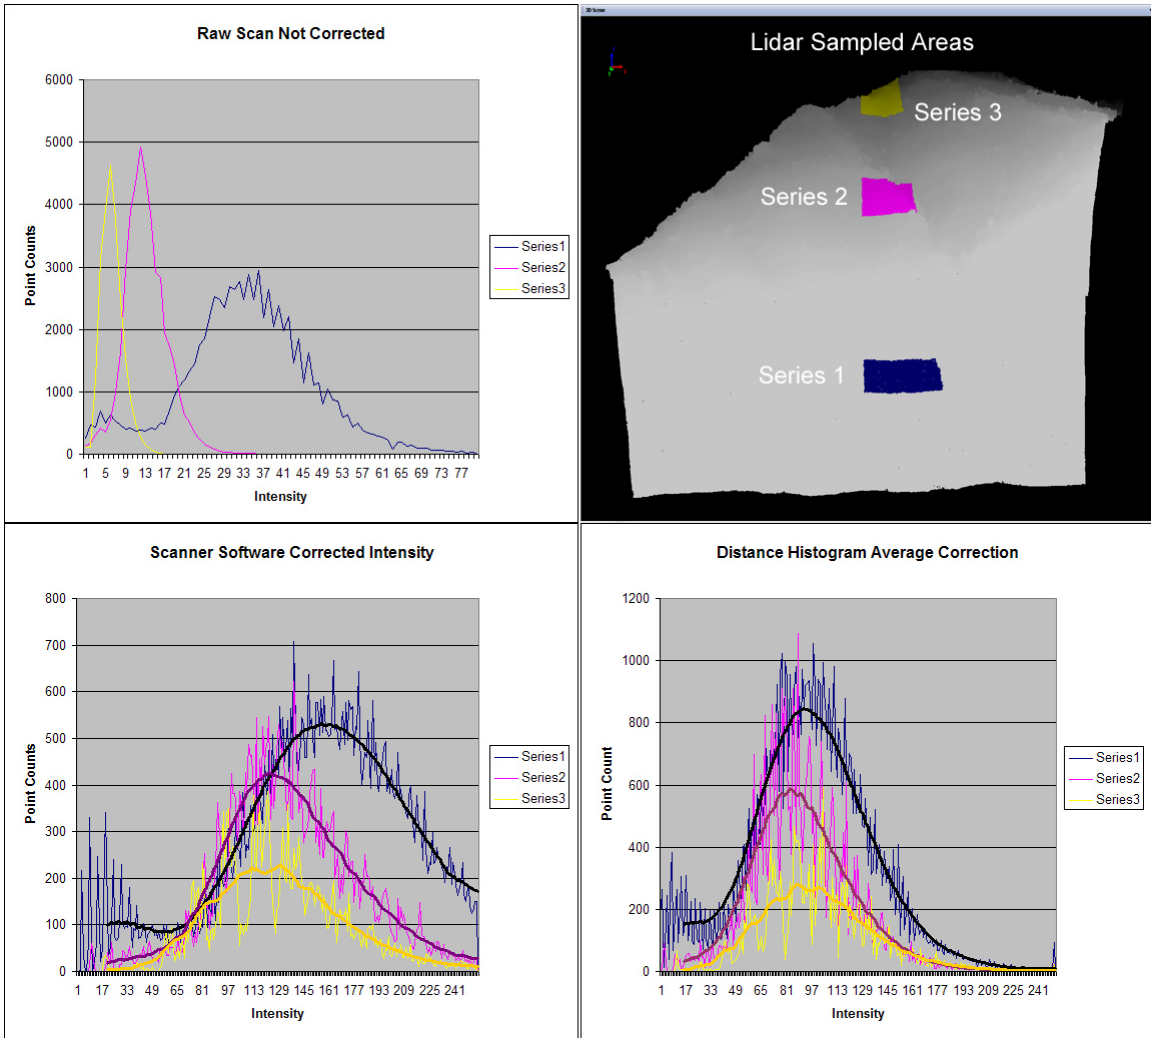 Raw Scan Not Corrected
6000
5000
4000
3000
2000
1000
0
Point Counts
1 5 9 13 17 21 25 29 33 37 41 45 49 53 57 61 65 69 73 77
Intensity
Series1
Series2
Series3
3D Scene
Lidar Sampled Areas
Series 3
Series 2
Series 1
Scanner Software Corrected Intensity
800
700
600
500
400
300
200
100
0
Point Counts
1 17 33 49 65 81 97 113 129 145 161 177 193 209 225 241
Intensity
Series1
Series2
Series3
Distance Histogram Average Correction
1200
1000
800
600
400
200
0
Point Count
1 17 33 49 65 81 97 113 129 145 161 177 193 209 225 241
Intensity
Series1
Series2
Series3